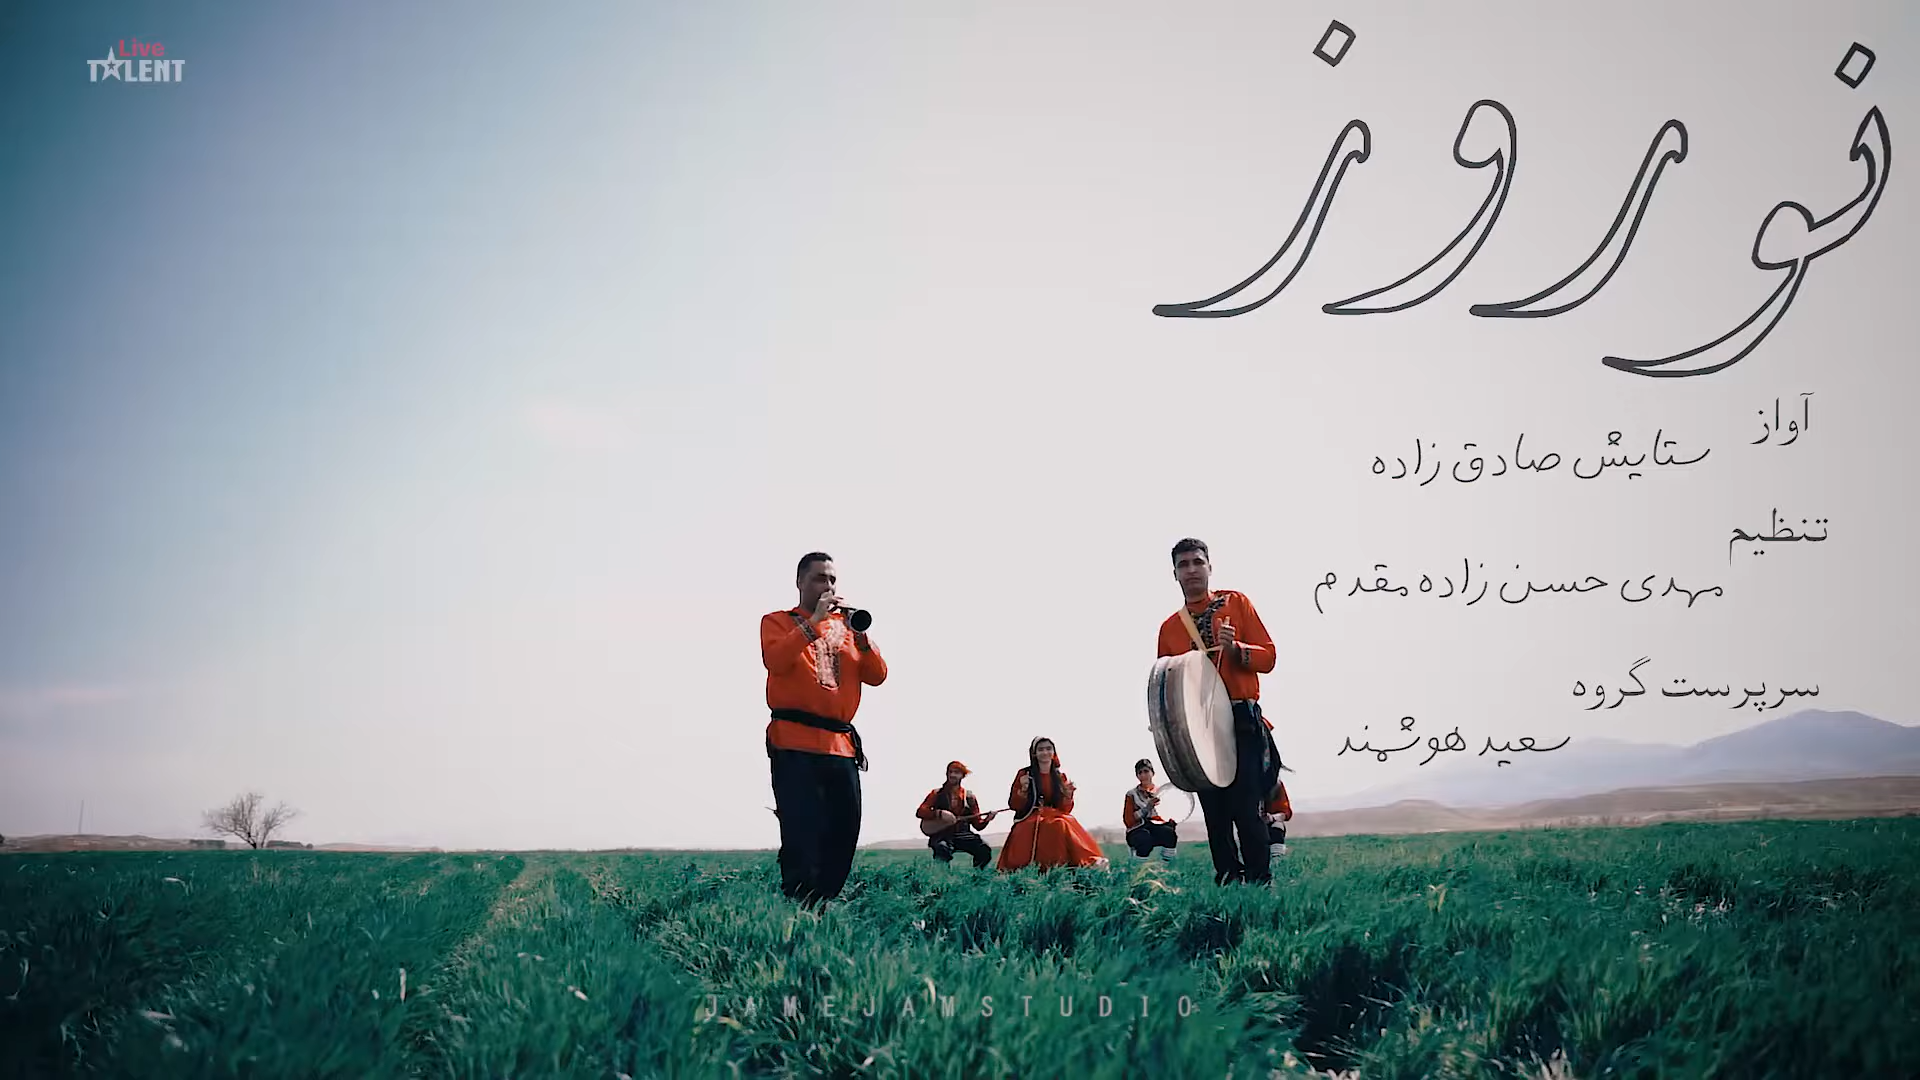 Live
TALENT
نوروز
آواز
ستایش صادق زاده
تنظیم
مهدی حسن زاده مقدم
سرپرست گروه
سعید هوشمند
JAMEJAMSTUDIO